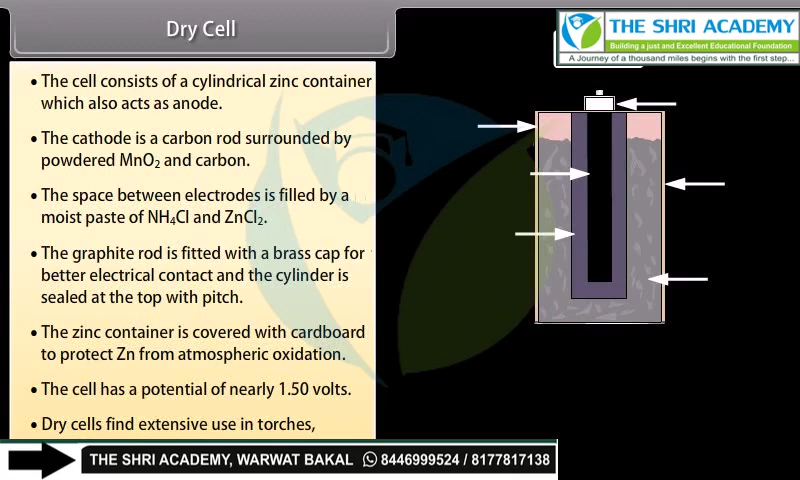 Dry Cell
THE SHRI ACADEMY
Building a just and Excellent Educational Foundation
A Journey of a thousand miles begins with the first step...
• The cell consists of a cylindrical zinc container
which also acts as anode.
• The cathode is a carbon rod surrounded by
powdered MnO₂ and carbon.
• The space between electrodes is filled by a
moist paste of NH₄Cl and ZnCl₂.
• The graphite rod is fitted with a brass cap for
better electrical contact and the cylinder is
sealed at the top with pitch.
• The zinc container is covered with cardboard
to protect Zn from atmospheric oxidation.
• The cell has a potential of nearly 1.50 volts.
• Dry cells find extensive use in torches,
THE SHRI ACADEMY, WARWAT BAKAL 8446999524 / 8177817138